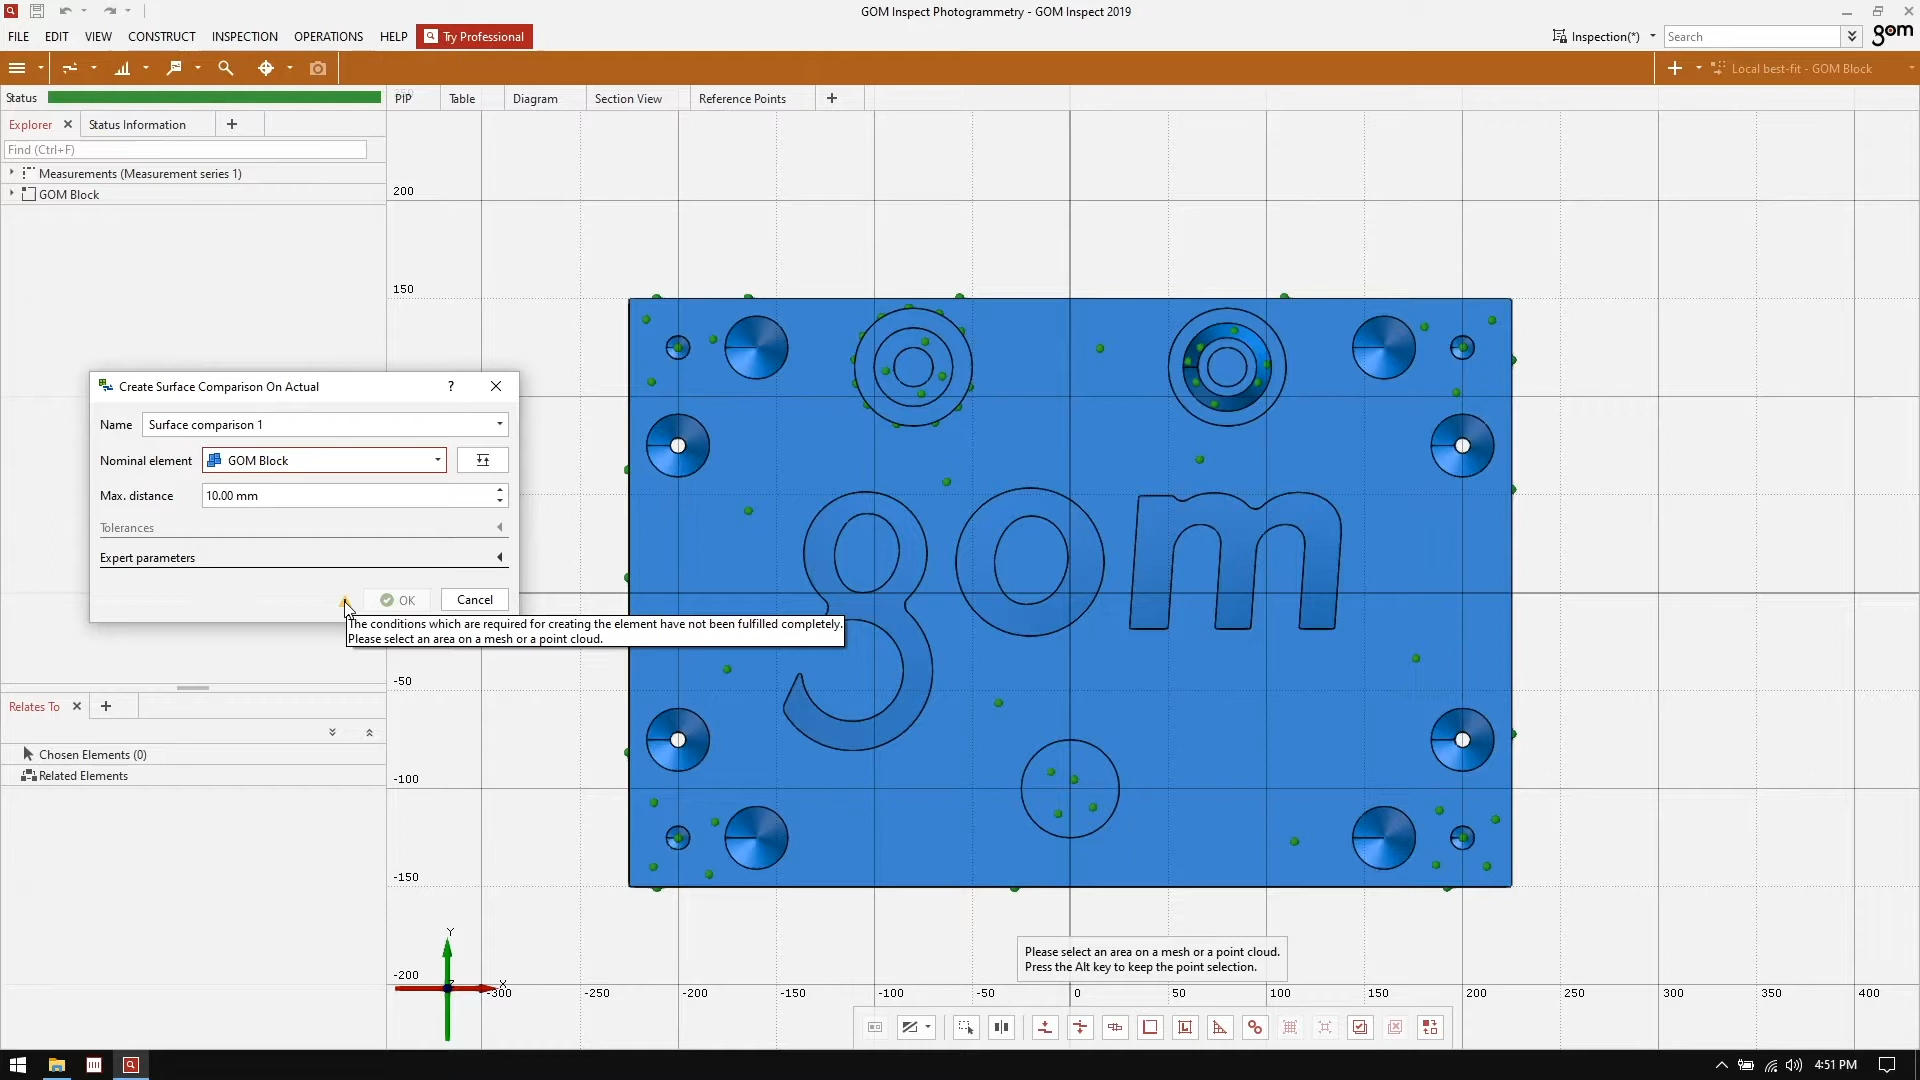 GOM Inspect Photogrammetry - GOM Inspect 2019
FILE EDIT VIEW CONSTRUCT INSPECTION OPERATIONS HELP Try Professional
Inspection(*) Search gom
Local best-fit - GOM Block
Status
PIP Table Diagram Section View Reference Points
Explorer Status Information
Find (Ctrl+F)
Measurements (Measurement series 1)
GOM Block
200
150
Create Surface Comparison On Actual ?
Name Surface comparison 1
Nominal element GOM Block
Max. distance 10.00 mm
Tolerances
Expert parameters
OK Cancel
The conditions which are required for creating the element have not been fulfilled completely.
Please select an area on a mesh or a point cloud.
gom
-50
Relates To
Chosen Elements (0)
Related Elements
-100
-150
Y
-200
X
Please select an area on a mesh or a point cloud.
Press the Alt key to keep the point selection.
-300 -250 -200 -150 -100 -50 0 50 100 150 200 250 300 350 400
4:51 PM